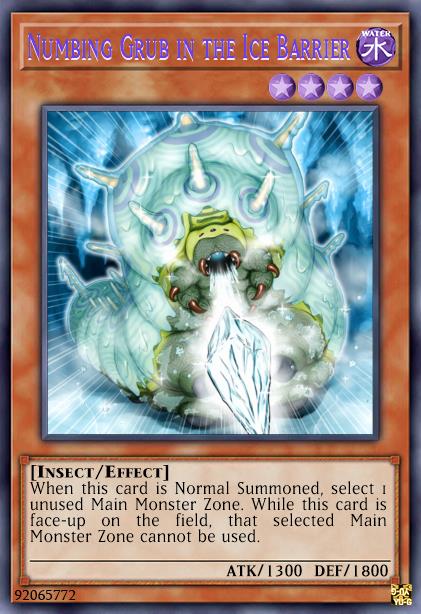 Numbing Grub in the Ice Barrier
WATER
水
[Insect/Effect]
When this card is Normal Summoned, select 1
unused Main Monster Zone. While this card is
face-up on the field, that selected Main
Monster Zone cannot be used.
ATK/1300 DEF/1800
92065772